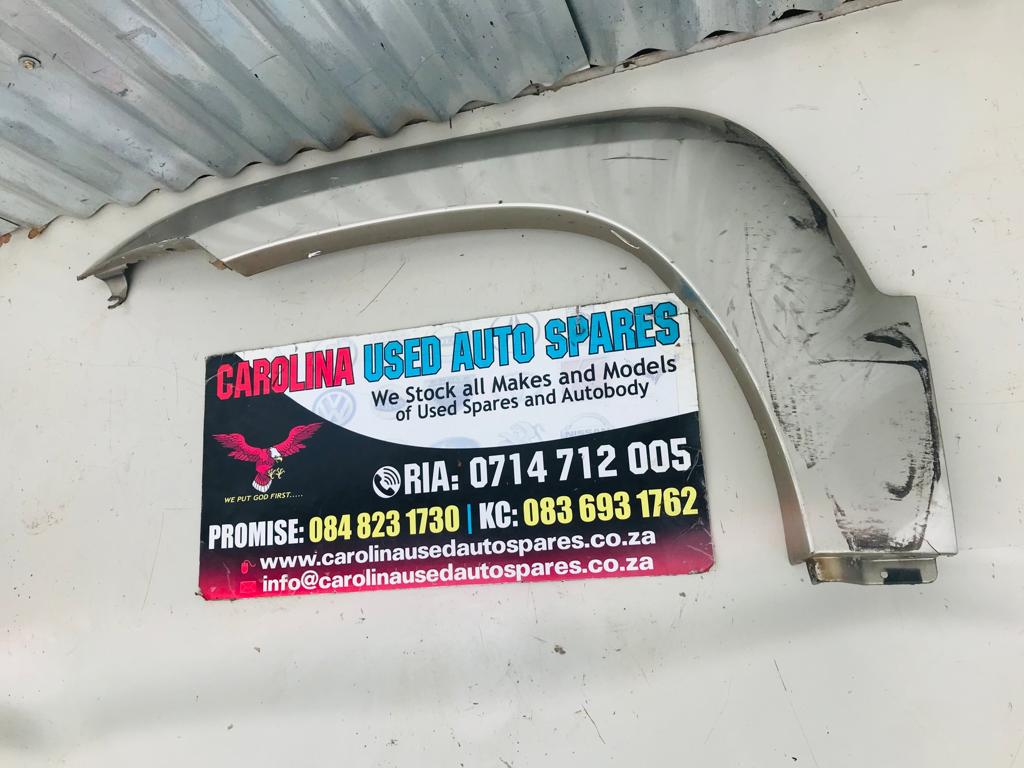 CAROLINA USED AUTO SPARES
We Stock all Makes and Models
of Used Spares and Autobody
WE PUT GOD FIRST.....
RIA: 0714 712 005
PROMISE: 084 823 1730 | KC: 083 693 1762
www.carolinausedautospares.co.za
info@carolinausedautospares.co.za
NISSAN